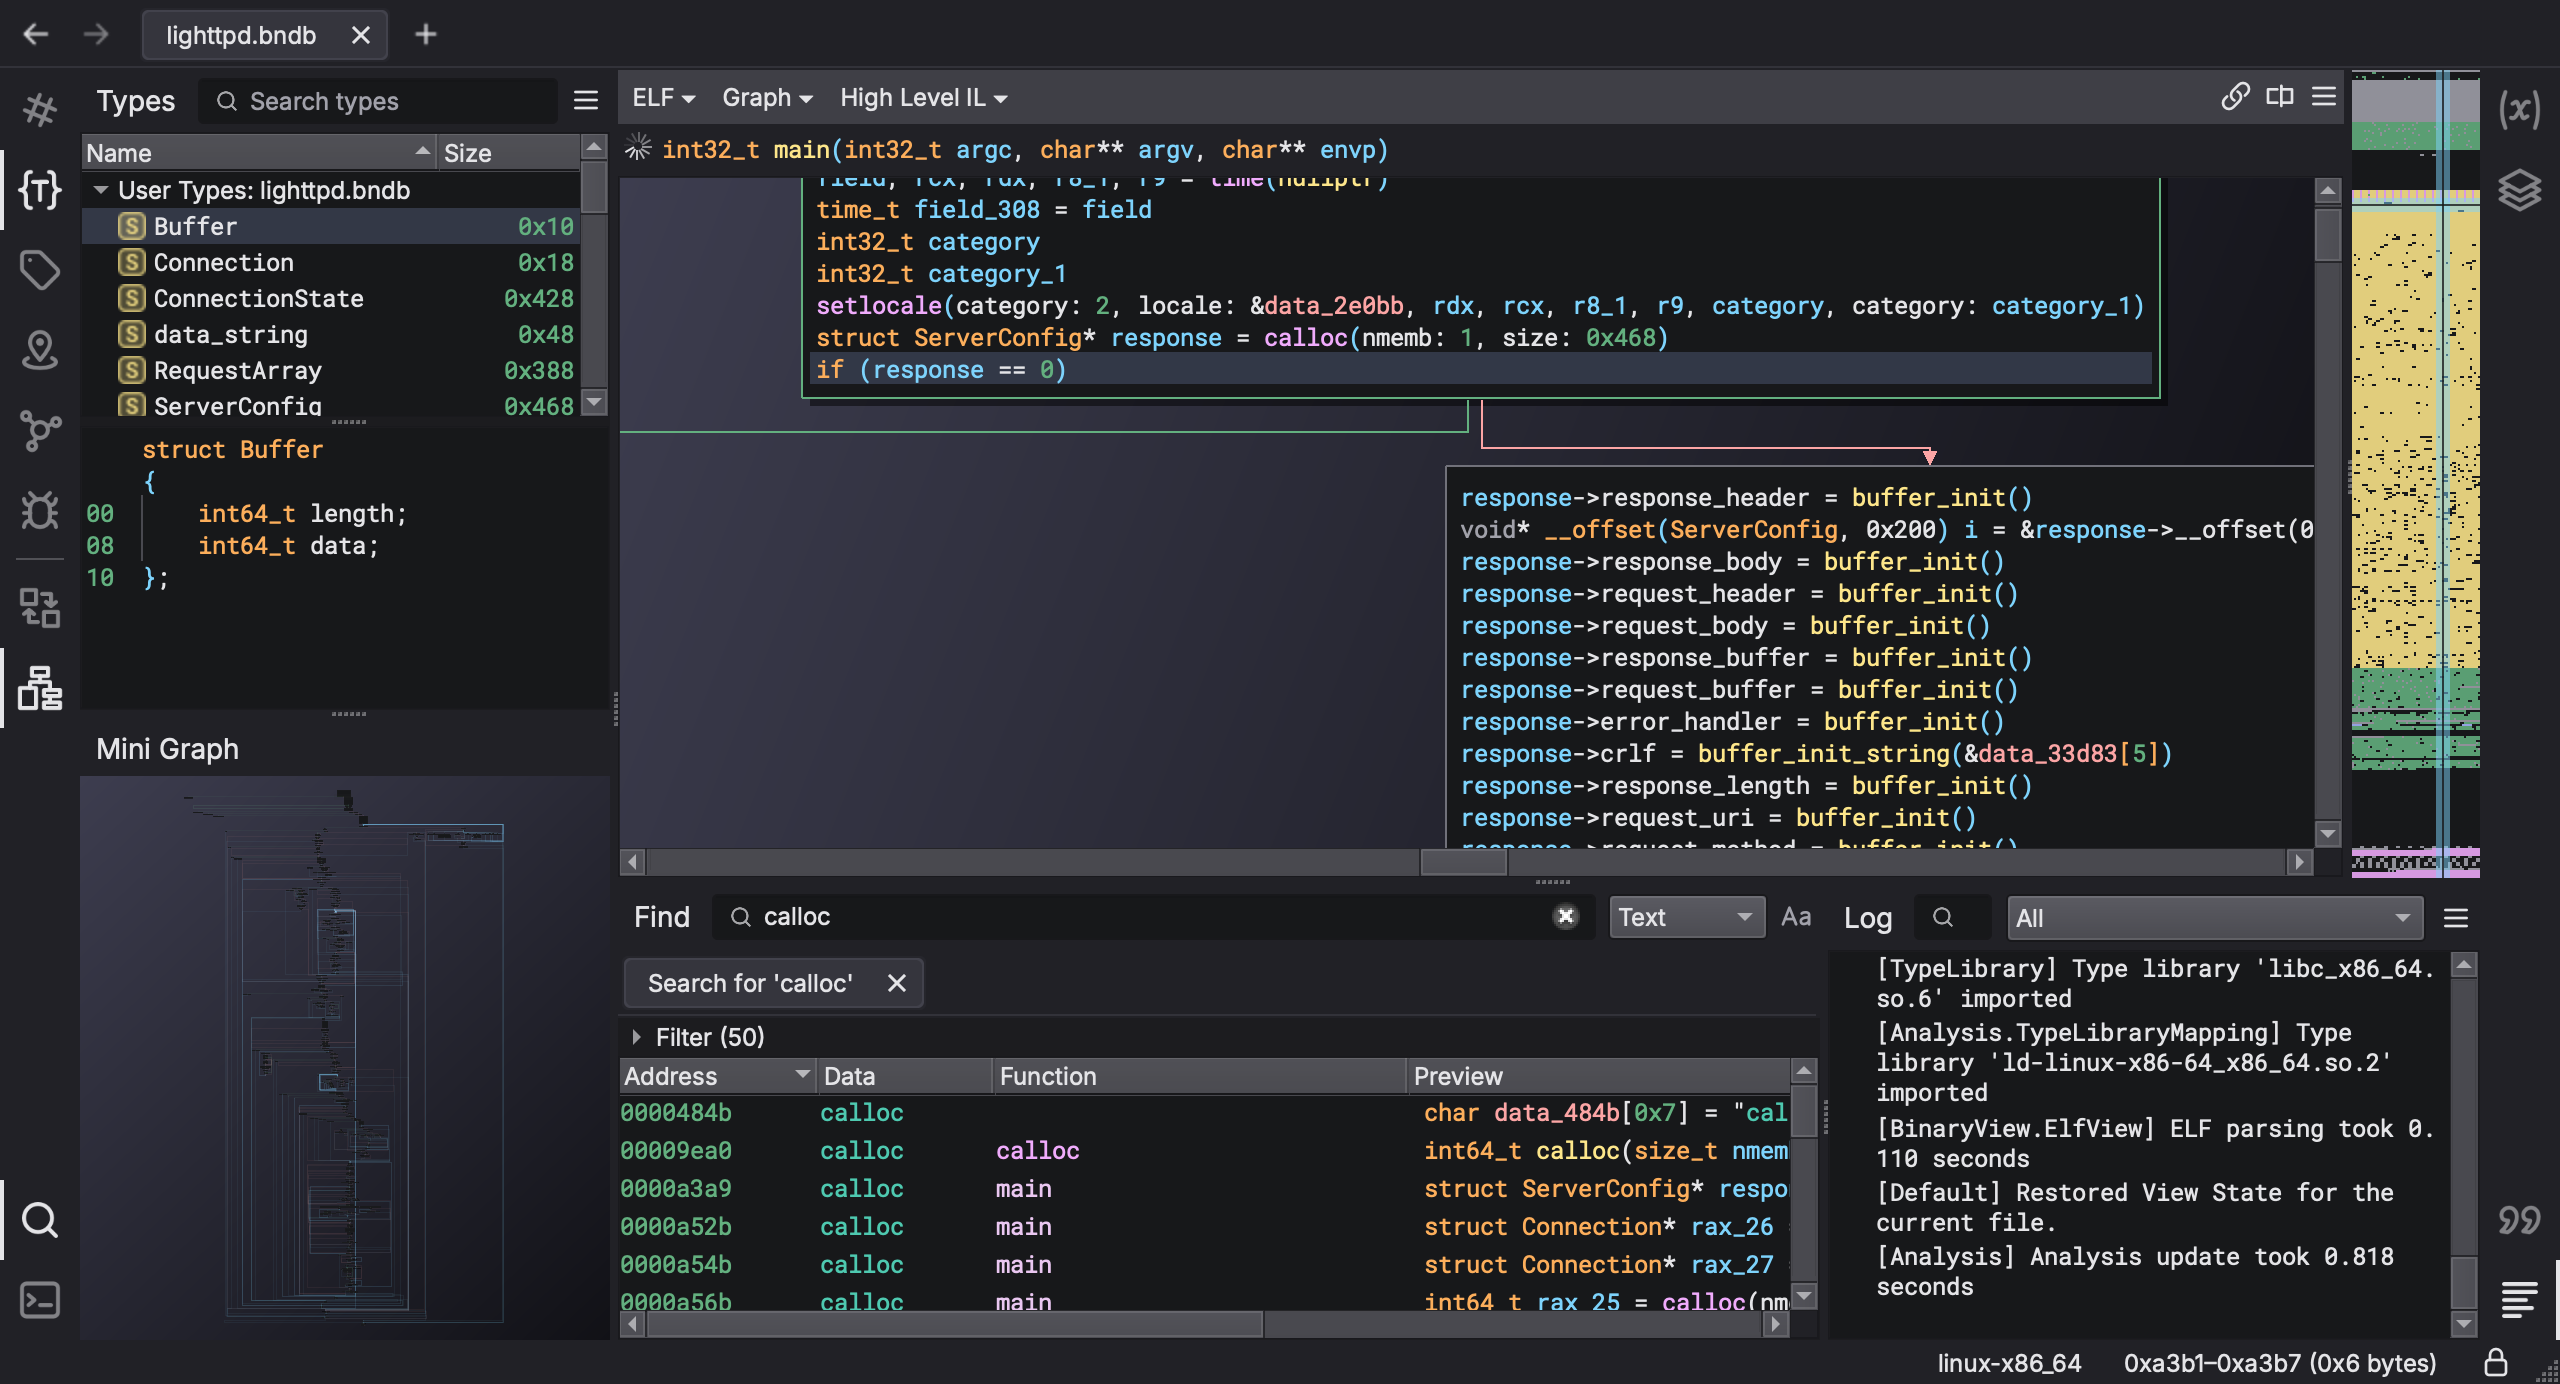 lighttpd.bndb
Types
Search types
Name Size
User Types: lighttpd.bndb
S Buffer 0x10
S Connection 0x18
S ConnectionState 0x428
S data_string 0x48
S RequestArray 0x388
S ServerConfig 0x468
struct Buffer
{
00 int64_t length;
08 int64_t data;
10 };
Mini Graph
ELF Graph High Level IL
int32_t main(int32_t argc, char** argv, char** envp)
field, rcx, rdx, r8_1, r9 = time(nullptr)
time_t field_308 = field
int32_t category
int32_t category_1
setlocale(category: 2, locale: &data_2e0bb, rdx, rcx, r8_1, r9, category, category: category_1)
struct ServerConfig* response = calloc(nmemb: 1, size: 0x468)
if (response == 0)
response->response_header = buffer_init()
void* __offset(ServerConfig, 0x200) i = &response->__offset(0
response->response_body = buffer_init()
response->request_header = buffer_init()
response->request_body = buffer_init()
response->response_buffer = buffer_init()
response->request_buffer = buffer_init()
response->error_handler = buffer_init()
response->crlf = buffer_init_string(&data_33d83[5])
response->response_length = buffer_init()
response->request_uri = buffer_init()
response->request_method = buffer_init()
Find calloc Text Aa
Search for 'calloc'
Filter (50)
Address Data Function Preview
0000484b calloc char data_484b[0x7] = "cal
00009ea0 calloc calloc int64_t calloc(size_t nmem
0000a3a9 calloc main struct ServerConfig* respo
0000a52b calloc main struct Connection* rax_26
0000a54b calloc main struct Connection* rax_27
0000a56b calloc main int64_t rax_25 = calloc(nm
Log All
[TypeLibrary] Type library 'libc_x86_64.
so.6' imported
[Analysis.TypeLibraryMapping] Type
library 'ld-linux-x86-64_x86_64.so.2'
imported
[BinaryView.ElfView] ELF parsing took 0.
110 seconds
[Default] Restored View State for the
current file.
[Analysis] Analysis update took 0.818
seconds
linux-x86_64 0xa3b1–0xa3b7 (0x6 bytes)